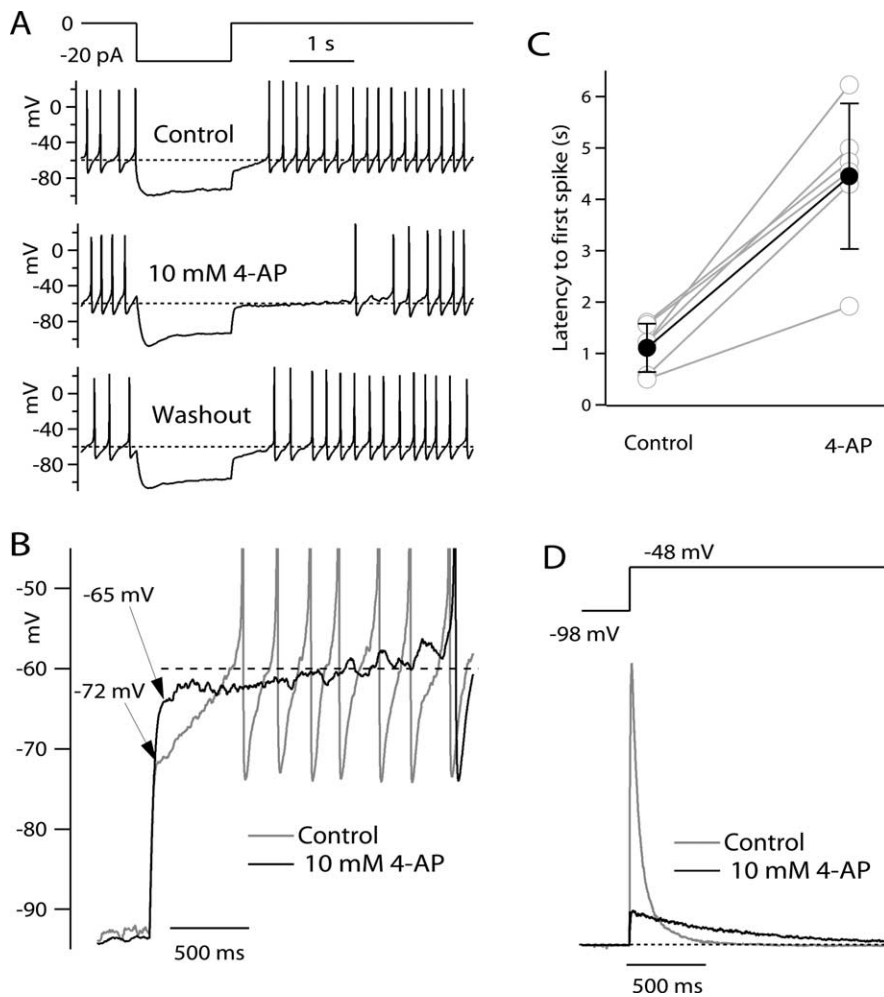 A
0
-20 pA
1 s
mV
0
-40
-80
Control
mV
0
-40
-80
10 mM 4-AP
mV
0
-40
-80
Washout
C
Latency to first spike (s)
6
5
4
3
2
1
0
Control
4-AP
B
mV
-50
-60
-70
-80
-90
-65 mV
-72 mV
Control
10 mM 4-AP
500 ms
D
-48 mV
-98 mV
Control
10 mM 4-AP
500 ms